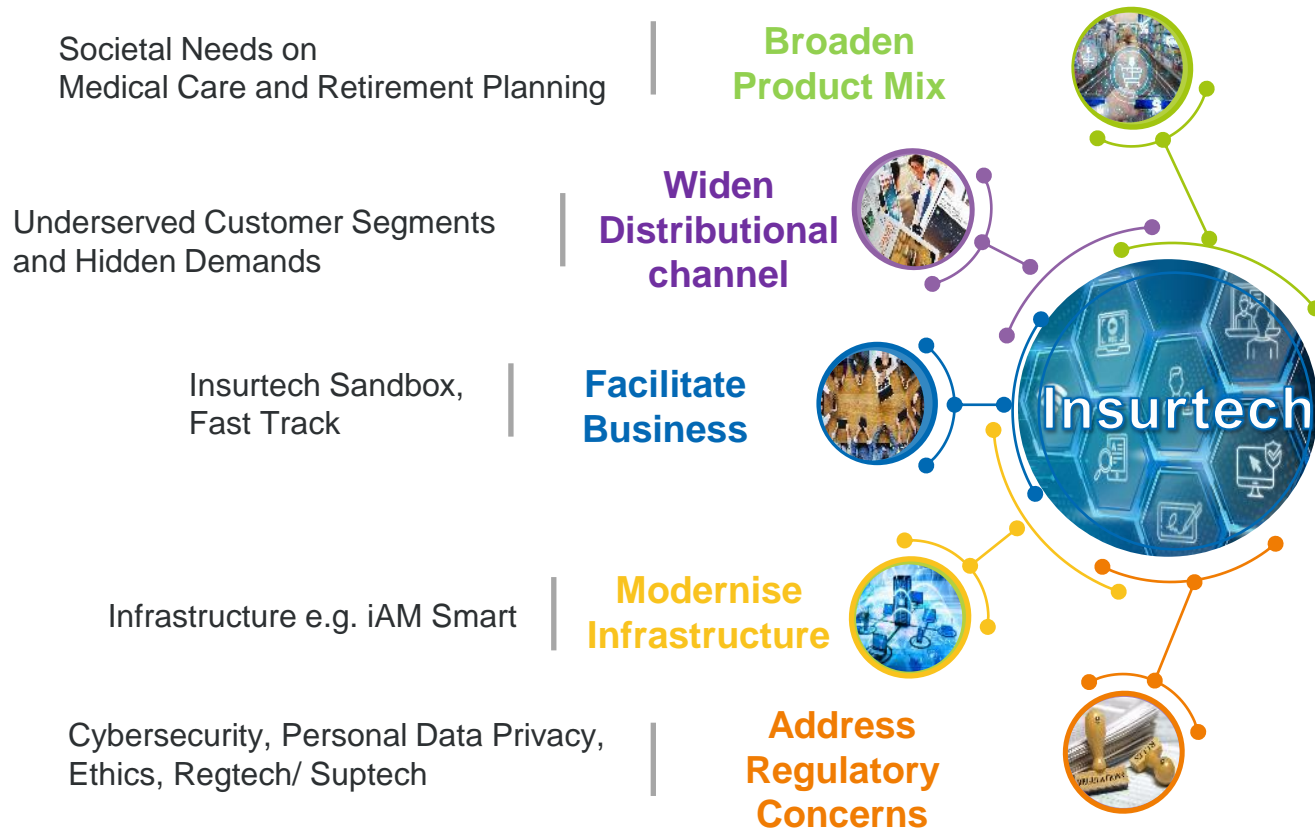 Societal Needs on
Medical Care and Retirement Planning
Broaden
Product Mix
Underserved Customer Segments
and Hidden Demands
Widen
Distributional
channel
Insurtech Sandbox,
Fast Track
Facilitate
Business
Insurtech
Infrastructure e.g. iAM Smart
Modernise
Infrastructure
Cybersecurity, Personal Data Privacy,
Ethics, Regtech/ Suptech
Address
Regulatory
Concerns